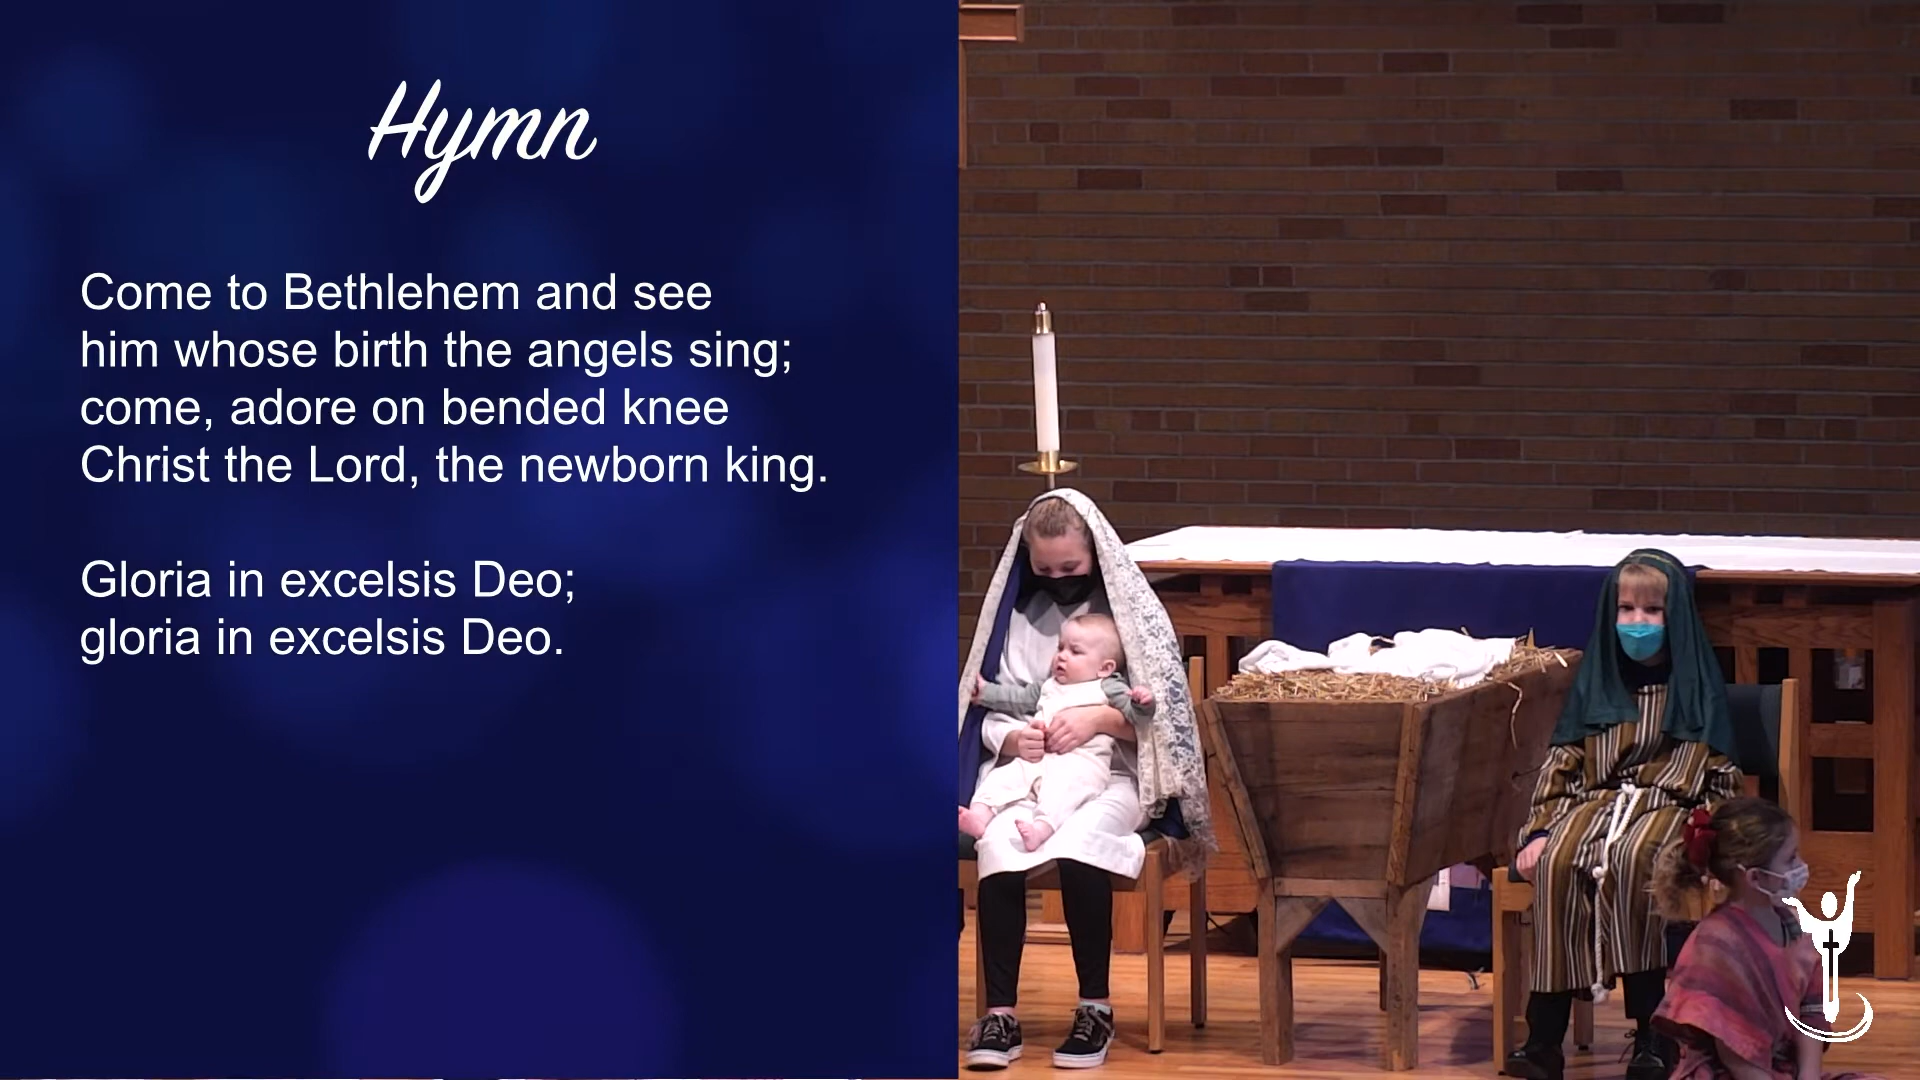 Hymn
Come to Bethlehem and see
him whose birth the angels sing;
come, adore on bended knee
Christ the Lord, the newborn king.
Gloria in excelsis Deo;
gloria in excelsis Deo.